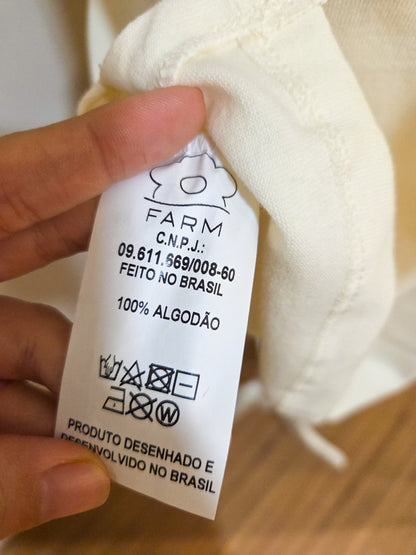 FARM
C.N.P.J.:
09.611.669/008-60
FEITO NO BRASIL
100% ALGODÃO
PRODUTO DESENHADO E
DESENVOLVIDO NO BRASIL